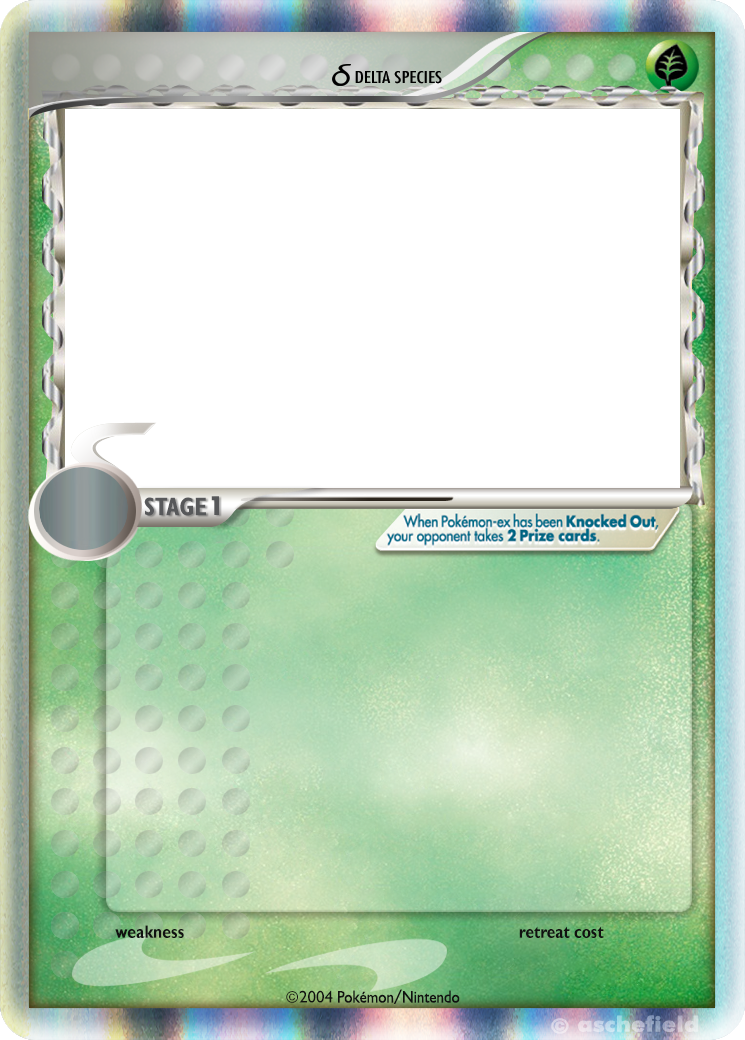 δ DELTA SPECIES
STAGE 1
When Pokémon-ex has been Knocked Out,
your opponent takes 2 Prize cards.
weakness
retreat cost
©2004 Pokémon/Nintendo
© aschefield